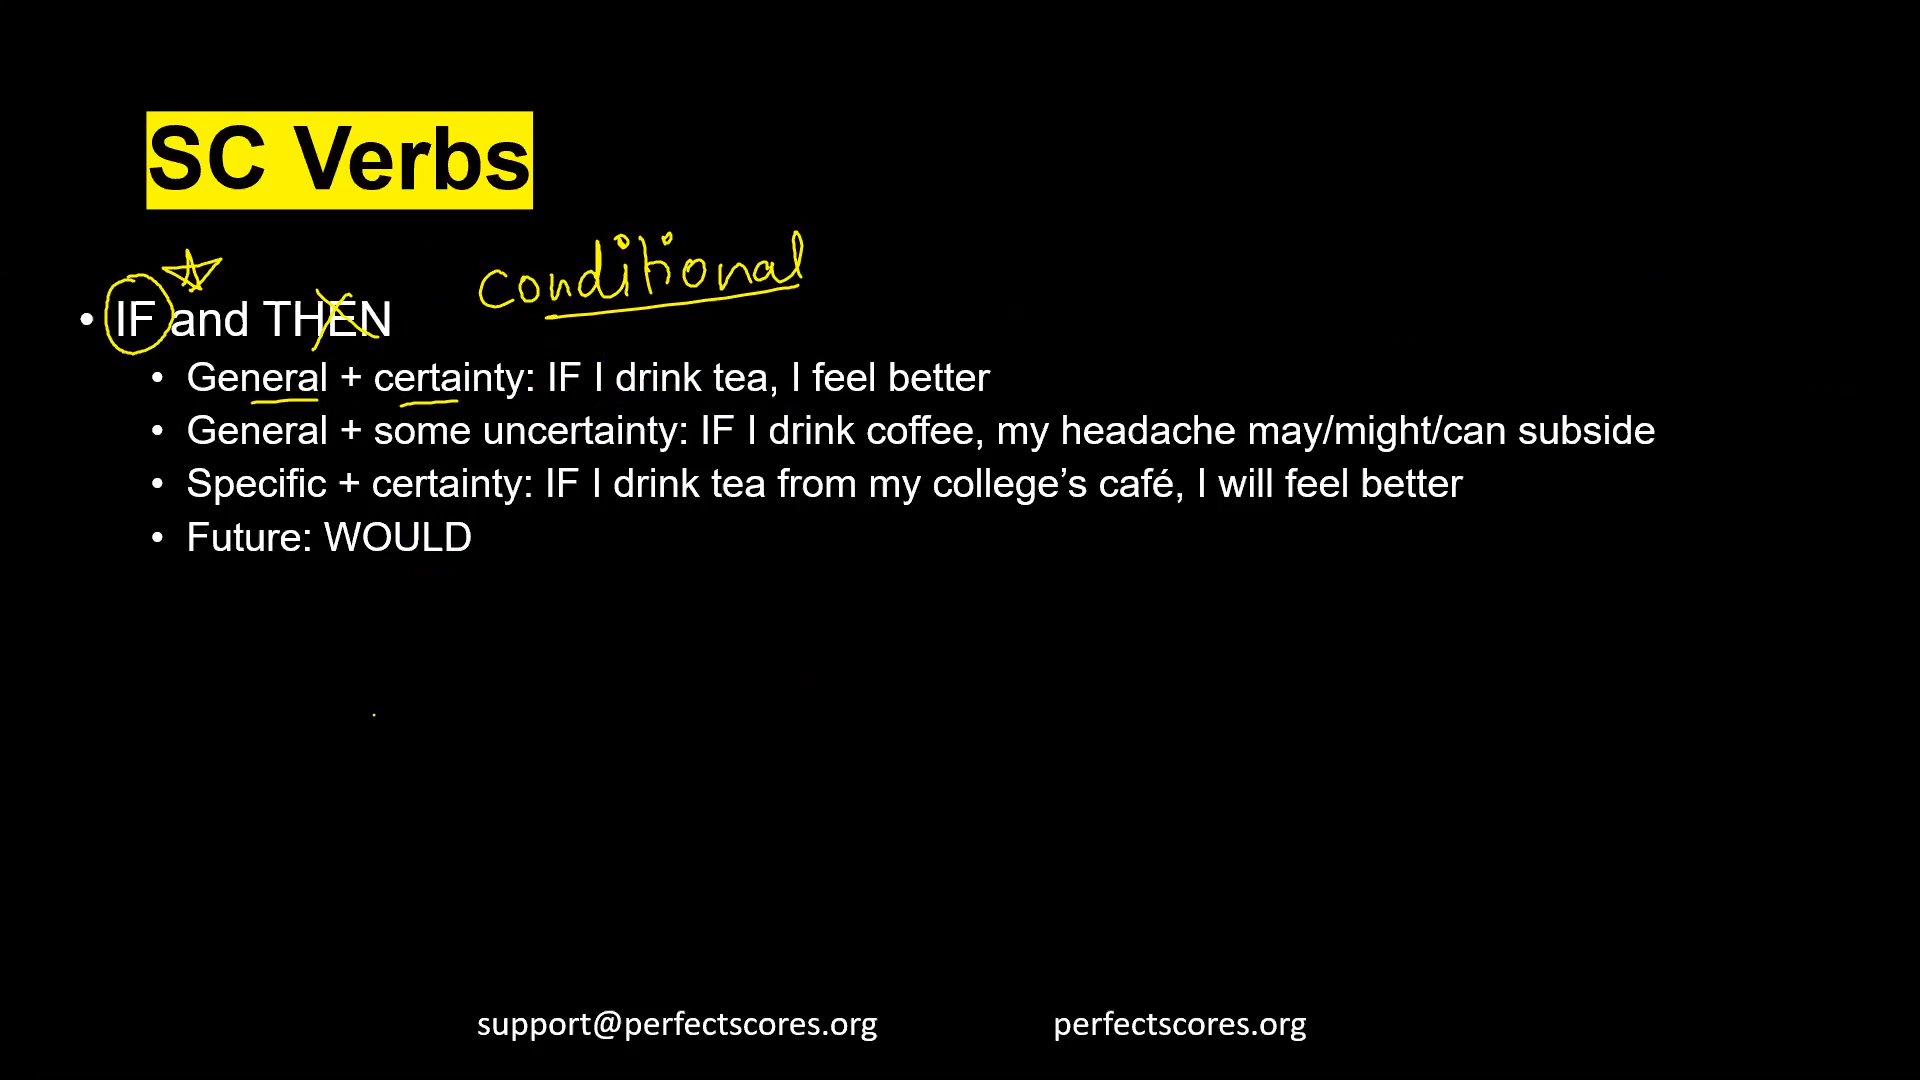 SC Verbs
conditional
• IF and THEN
• General + certainty: IF I drink tea, I feel better
• General + some uncertainty: IF I drink coffee, my headache may/might/can subside
• Specific + certainty: IF I drink tea from my college’s café, I will feel better
• Future: WOULD
support@perfectscores.org perfectscores.org